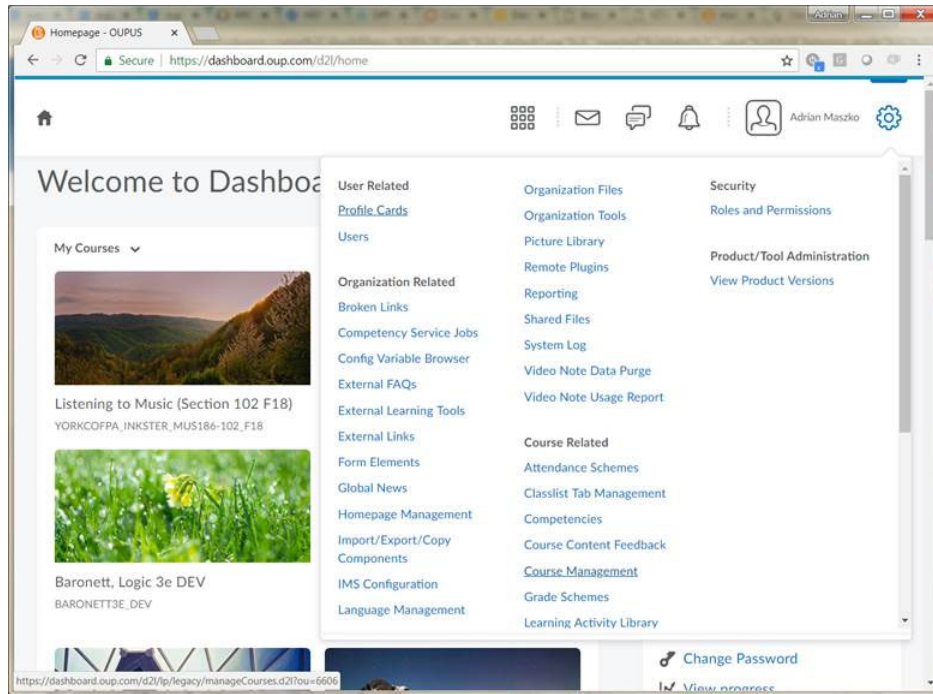 Adrian
Homepage - OUPUS
Secure | https://dashboard.oup.com/d2l/home
Adrian Maszko
Welcome to Dashboa
My Courses
Listening to Music (Section 102 F18)
YORKCOFPA_INKSTER_MUS186-102_F18
Baronett, Logic 3e DEV
BARONETT3E_DEV
User Related
Profile Cards
Users
Organization Related
Broken Links
Competency Service Jobs
Config Variable Browser
External FAQs
External Learning Tools
External Links
Form Elements
Global News
Homepage Management
Import/Export/Copy
Components
IMS Configuration
Language Management
Organization Files
Organization Tools
Picture Library
Remote Plugins
Reporting
Shared Files
System Log
Video Note Data Purge
Video Note Usage Report
Course Related
Attendance Schemes
Classlist Tab Management
Competencies
Course Content Feedback
Course Management
Grade Schemes
Learning Activity Library
Security
Roles and Permissions
Product/Tool Administration
View Product Versions
Change Password
View progress
https://dashboard.oup.com/d2l/lp/legacy/manageCourses.d2l?ou=6606